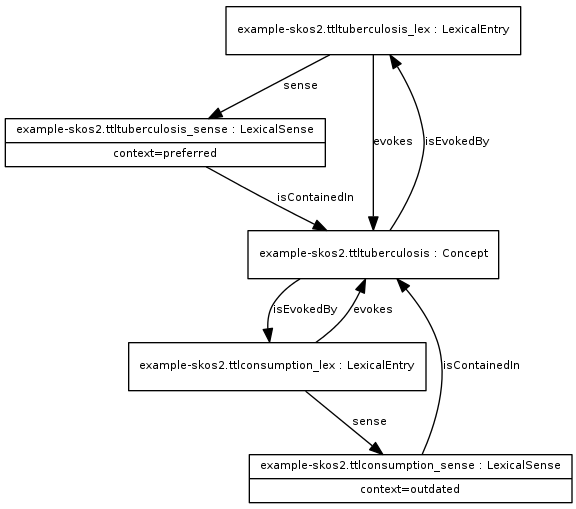 example-skos2.ttltuberculosis_lex : LexicalEntry
sense
example-skos2.ttltuberculosis_sense : LexicalSense
context=preferred
evokes
isEvokedBy
isContainedIn
example-skos2.ttltuberculosis : Concept
isEvokedBy
evokes
example-skos2.ttlconsumption_lex : LexicalEntry
isContainedIn
sense
example-skos2.ttlconsumption_sense : LexicalSense
context=outdated